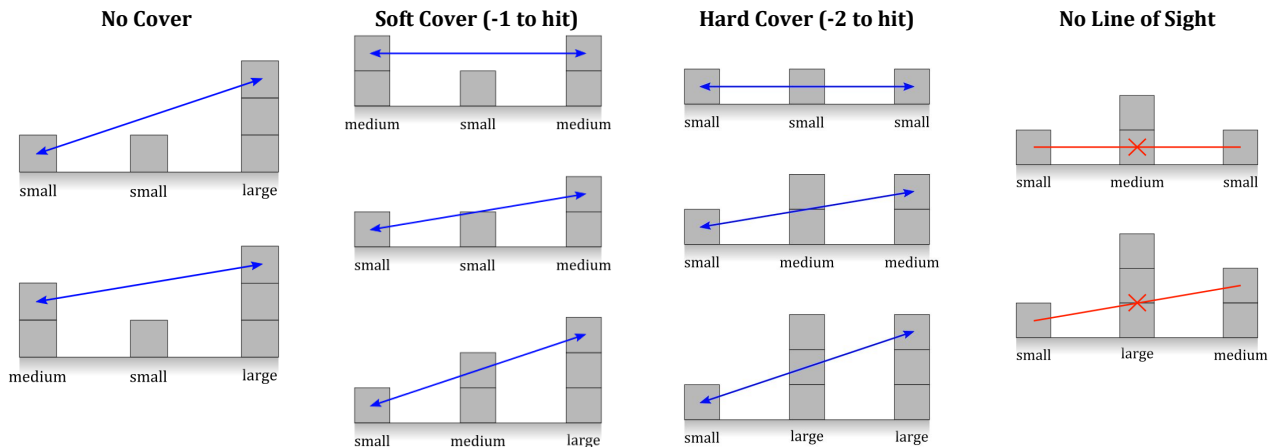 No Cover
small small large
medium small large
Soft Cover (-1 to hit)
medium small medium
small small medium
small medium large
Hard Cover (-2 to hit)
small small small
small medium medium
small large large
No Line of Sight
small medium small
small large medium